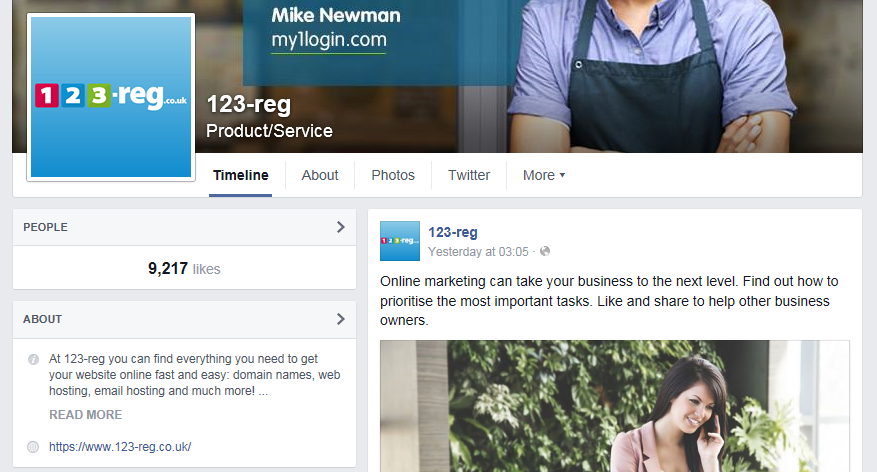 Mike Newman
my1login.com
1 2 3-reg.co.uk
123-reg
Product/Service
Timeline
About
Photos
Twitter
More
PEOPLE
9,217 likes
ABOUT
At 123-reg you can find everything you need to get
your website online fast and easy: domain names, web
hosting, email hosting and much more! ...
READ MORE
https://www.123-reg.co.uk/
123-reg
Yesterday at 03:05 ·
Online marketing can take your business to the next level. Find out how to
prioritise the most important tasks. Like and share to help other business
owners.